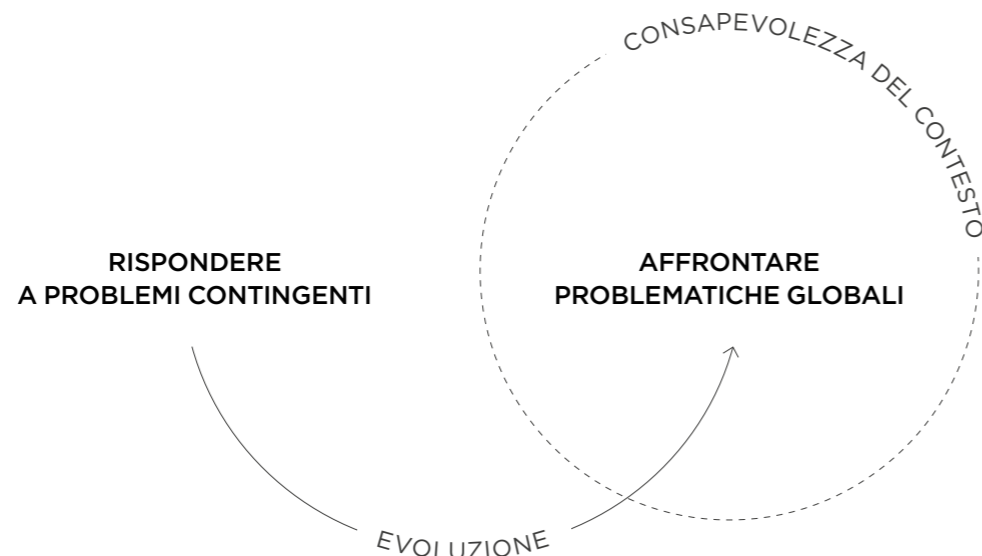 CONSAPEVOLEZZA DEL CONTESTO
RISPONDERE
A PROBLEMI CONTINGENTI
AFFRONTARE
PROBLEMATICHE GLOBALI
EVOLUZIONE